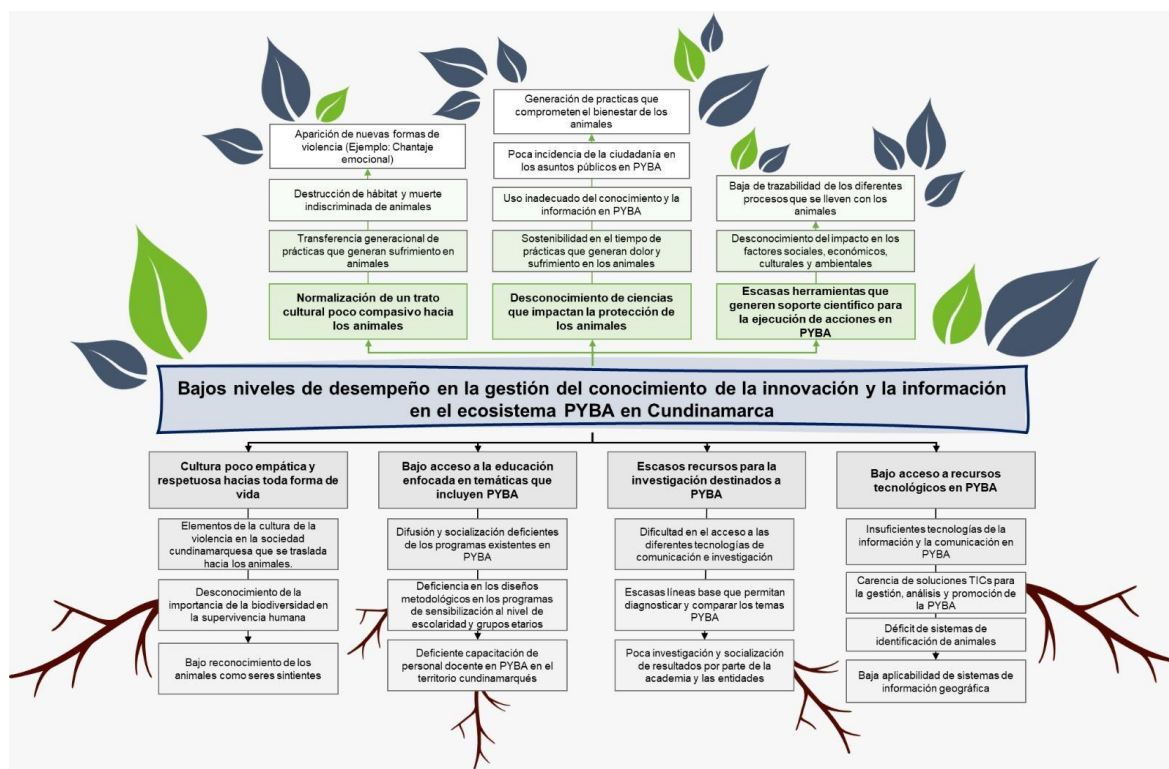 Generación de practicas que
comprometen el bienestar de los
animales
Aparición de nuevas formas de
violencia (Ejemplo: Chantaje
emocional)
Poca incidencia de la ciudadanía en
los asuntos públicos en PYBA
Destrucción de hábitat y muerte
indiscriminada de animales
Uso inadecuado del conocimiento y la
información en PYBA
Baja de trazabilidad de los diferentes
procesos que se lleven con los
animales
Transferencia generacional de
prácticas que generan sufrimiento en
animales
Sostenibilidad en el tiempo de
prácticas que generan dolor y
sufrimiento en los animales
Desconocimiento del impacto en los
factores sociales, económicos,
culturales y ambientales
Normalización de un trato
cultural poco compasivo hacia
los animales
Desconocimiento de ciencias
que impactan la protección de
los animales
Escasas herramientas que
generen soporte científico para
la ejecución de acciones en
PYBA
Bajos niveles de desempeño en la gestión del conocimiento de la innovación y la información
en el ecosistema PYBA en Cundinamarca
Cultura poco empática y
respetuosa hacías toda forma de
vida
Elementos de la cultura de la
violencia en la sociedad
cundinamarquesa que se traslada
hacia los animales.
Desconocimiento de la
importancia de la biodiversidad en
la supervivencia humana
Bajo reconocimiento de los
animales como seres sintientes
Bajo acceso a la educación
enfocada en temáticas que
incluyen PYBA
Difusión y socialización deficientes
de los programas existentes en
PYBA
Deficiencia en los diseños
metodológicos en los programas
de sensibilización al nivel de
escolaridad y grupos etarios
Deficiente capacitación de
personal docente en PYBA en el
territorio cundinamarqués
Escasos recursos para la
investigación destinados a
PYBA
Dificultad en el acceso a las
diferentes tecnologías de
comunicación e investigación
Escasas líneas base que permitan
diagnosticar y comparar los temas
PYBA
Poca investigación y socialización
de resultados por parte de la
academia y las entidades
Bajo acceso a recursos
tecnológicos en PYBA
Insuficientes tecnologías de la
información y la comunicación en
PYBA
Carencia de soluciones TICs para
la gestión, análisis y promoción de
la PYBA
Déficit de sistemas de
identificación de animales
Baja aplicabilidad de sistemas de
información geográfica